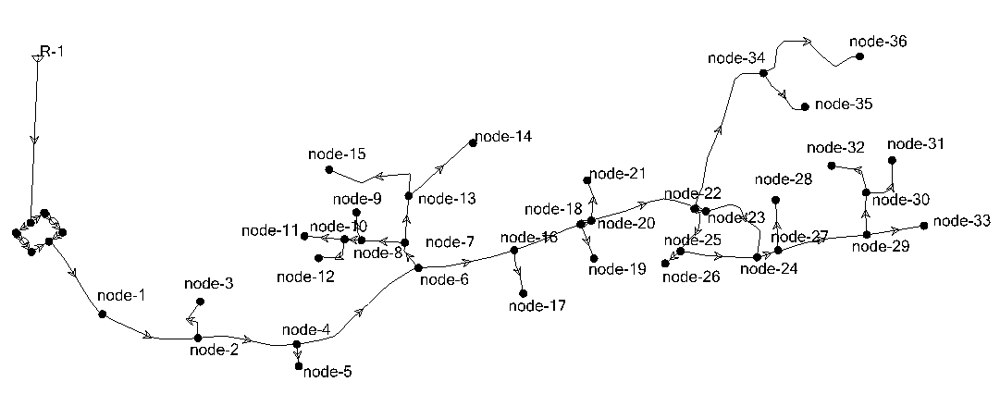 R-1
node-36
node-34
node-35
node-14
node-15
node-32
node-31
node-21
node-28
node-9
node-13
node-22
node-30
node-18
node-20
node-23
node-33
node-11
node-10
node-8
node-7
node-16
node-25
node-27
node-29
node-12
node-6
node-19
node-26
node-24
node-3
node-1
node-17
node-4
node-2
node-5